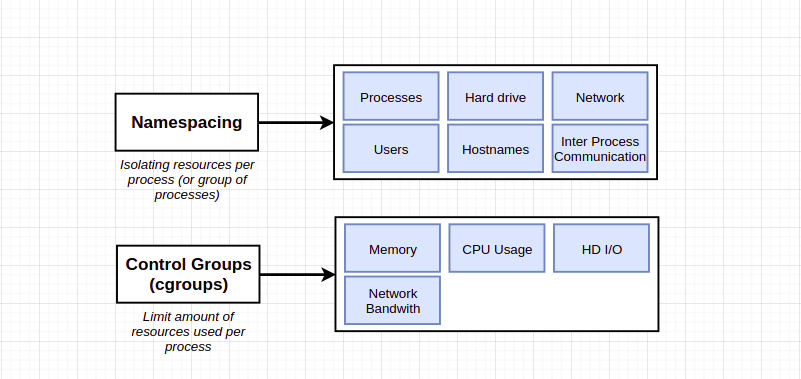 Namespacing
Isolating resources per
process (or group of
processes)
Processes
Hard drive
Network
Users
Hostnames
Inter Process
Communication
Control Groups
(cgroups)
Limit amount of
resources used per
process
Memory
CPU Usage
HD I/O
Network
Bandwith